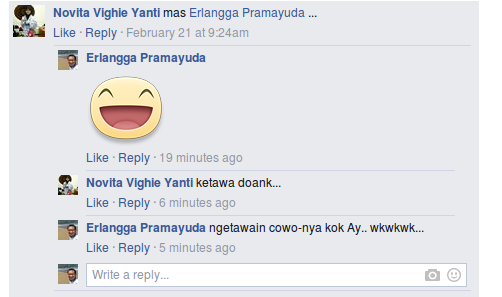 Novita Vighie Yanti mas Erlangga Pramayuda ...
Like · Reply · February 21 at 9:24am
Erlangga Pramayuda
Like · Reply · 19 minutes ago
Novita Vighie Yanti ketawa doank...
Like · Reply · 6 minutes ago
Erlangga Pramayuda ngetawain cowo-nya kok Ay.. wkwkwk...
Like · Reply · 5 minutes ago
Write a reply...